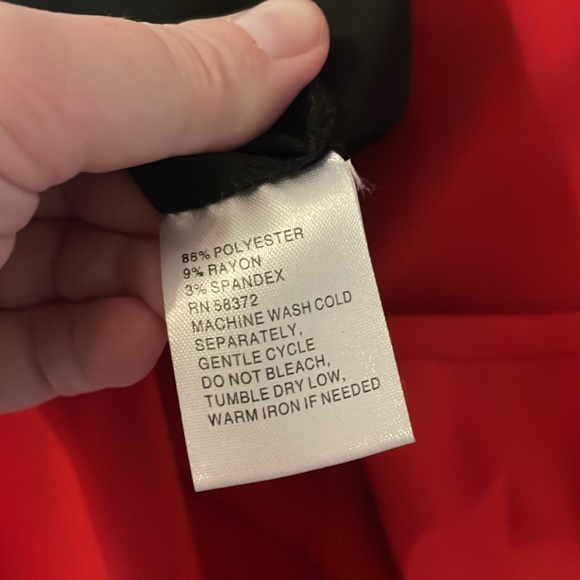 88% POLYESTER
9% RAYON
3% SPANDEX
RN 58372
MACHINE WASH COLD
SEPARATELY,
GENTLE CYCLE
DO NOT BLEACH,
TUMBLE DRY LOW,
WARM IRON IF NEEDED